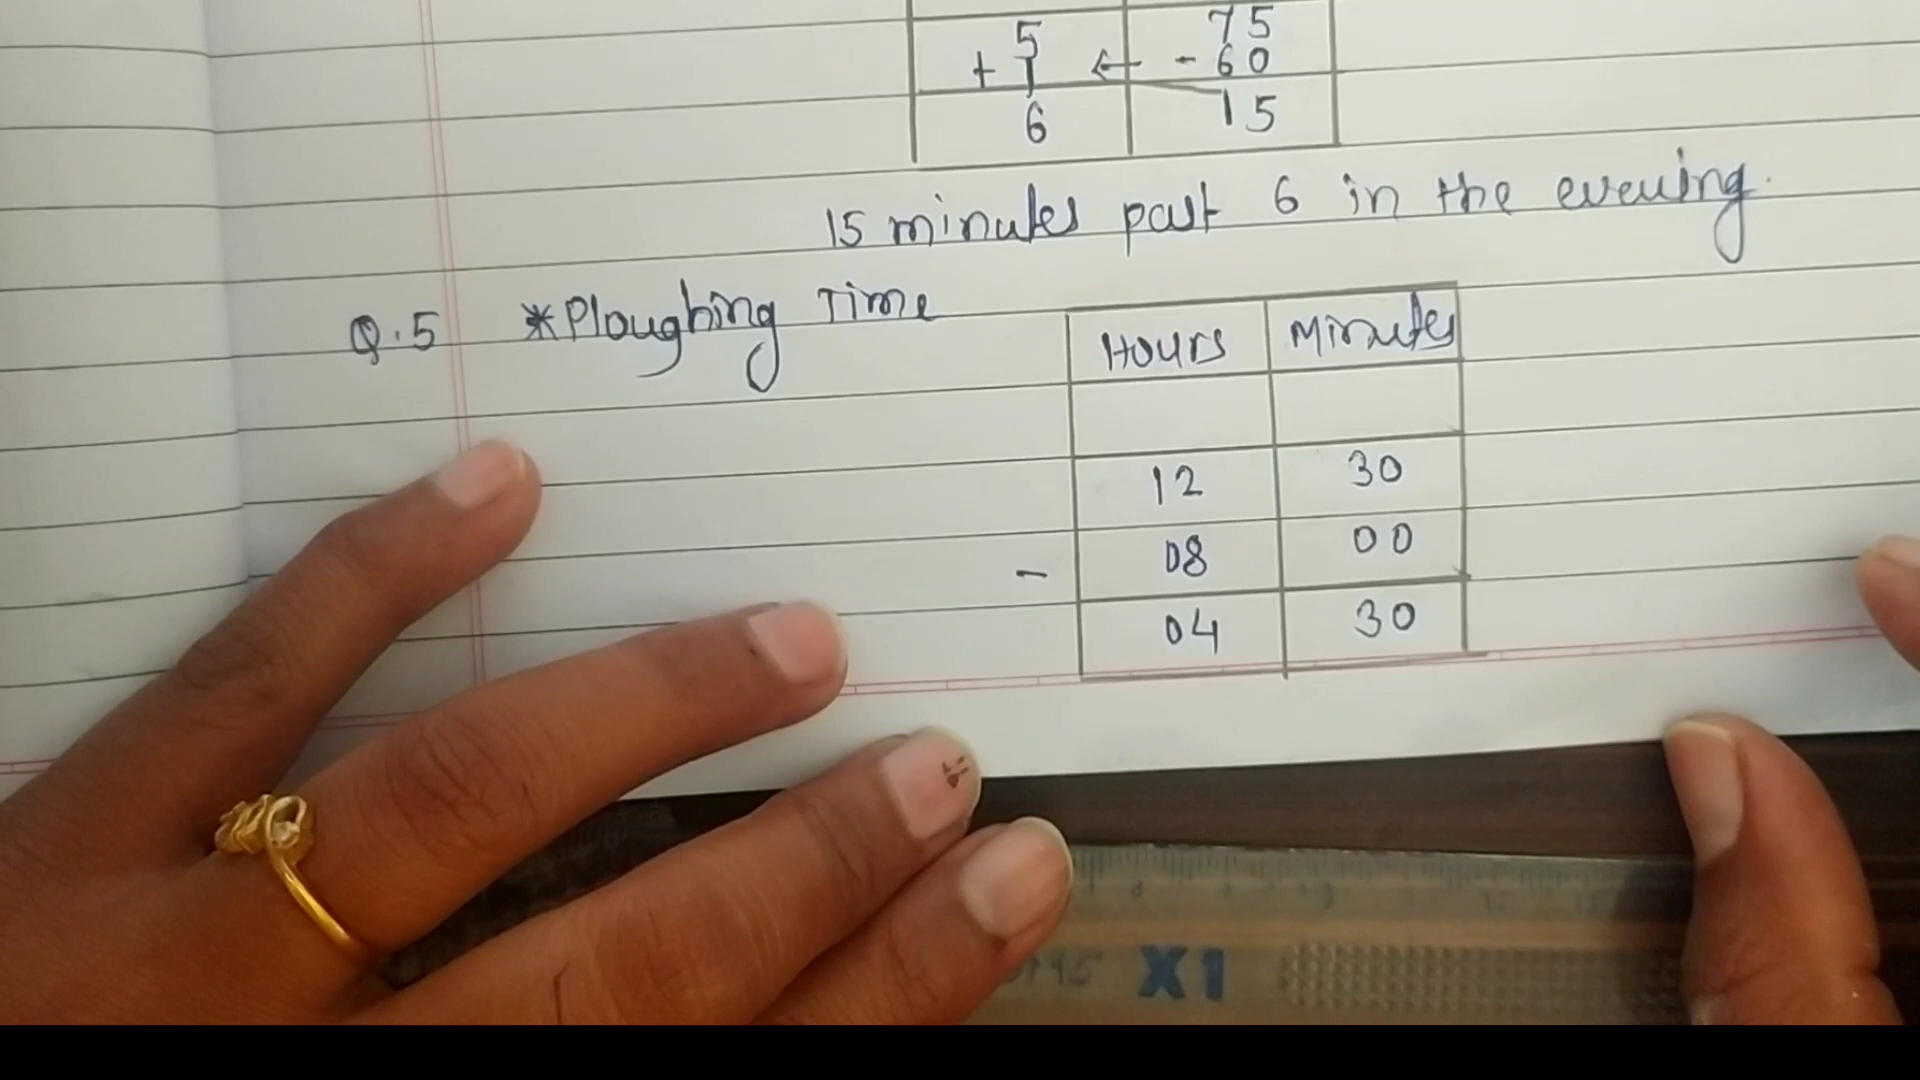 5 75
+ 1 ← - 60
6 15
15 minutes past 6 in the evening.
Q.5 *Ploughing Time
Hours Minutes
12 30
- 08 00
04 30
X1